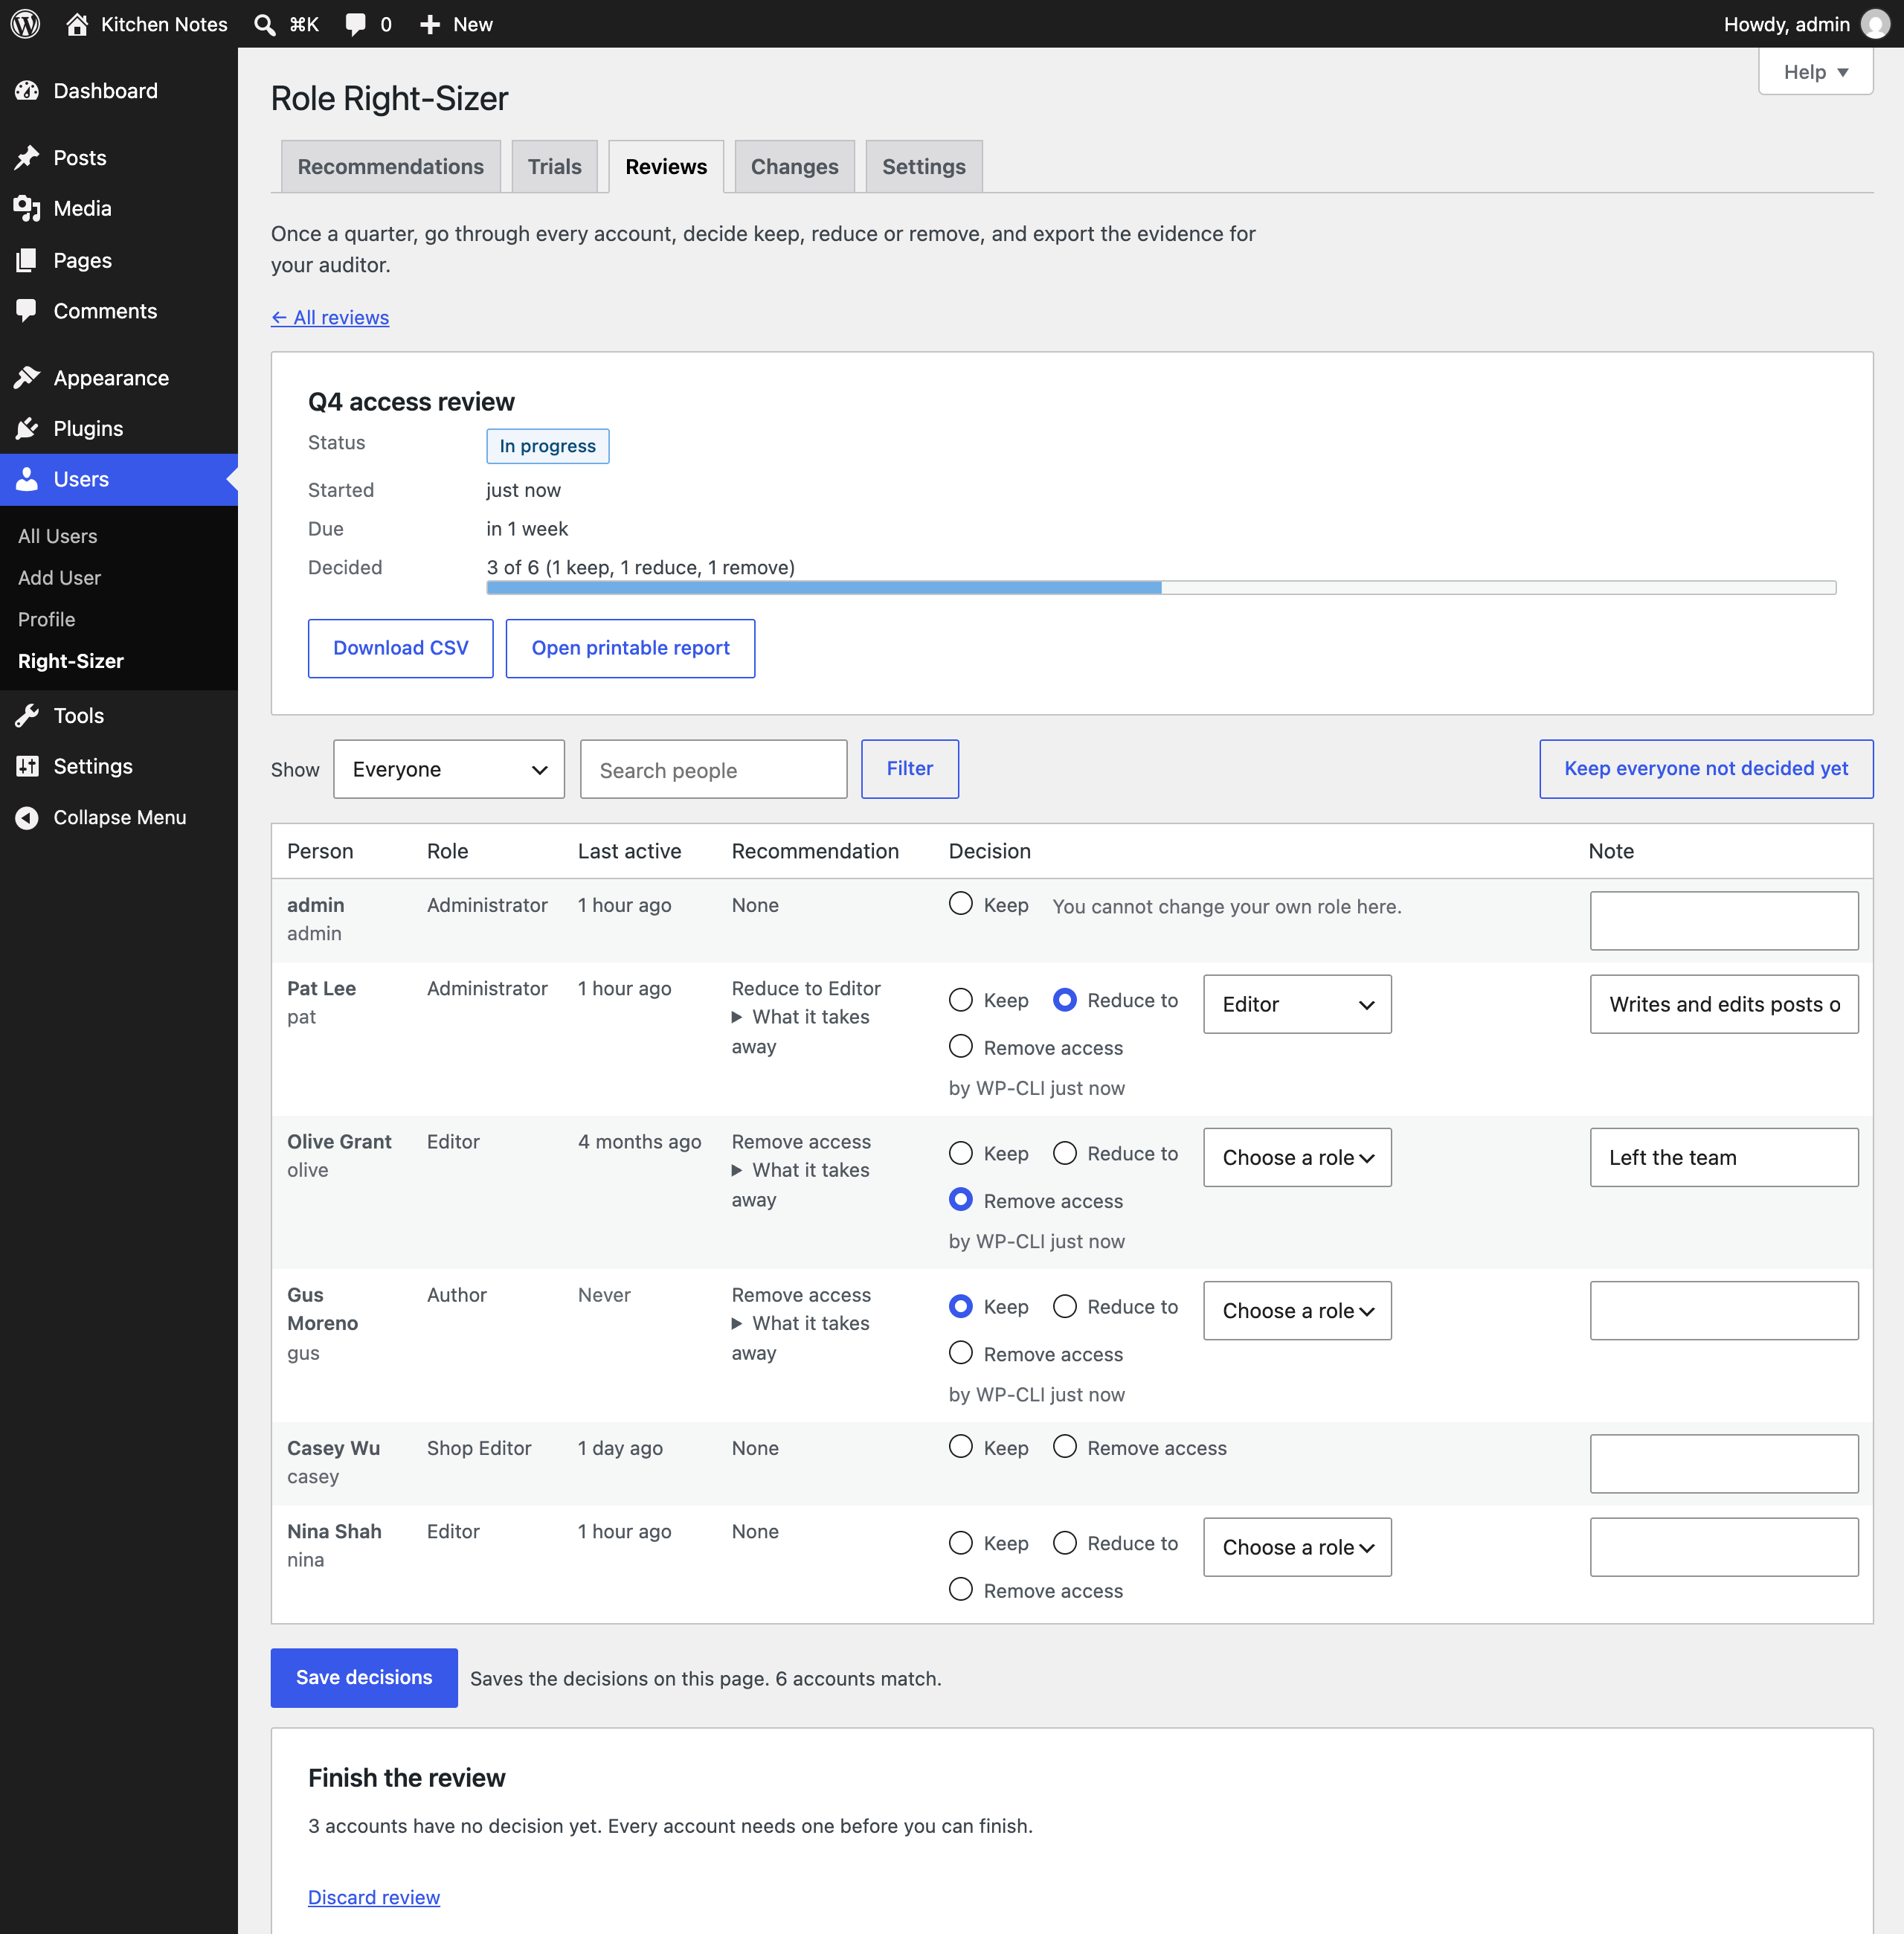 Kitchen Notes
⌘K
0
New
Howdy, admin
Dashboard
Posts
Media
Pages
Comments
Appearance
Plugins
Users
All Users
Add User
Profile
Right-Sizer
Tools
Settings
Collapse Menu
Help ▼
Role Right-Sizer
Recommendations
Trials
Reviews
Changes
Settings
Once a quarter, go through every account, decide keep, reduce or remove, and export the evidence for
your auditor.
← All reviews
Q4 access review
Status In progress
Started just now
Due in 1 week
Decided 3 of 6 (1 keep, 1 reduce, 1 remove)
Download CSV
Open printable report
Show Everyone Search people Filter Keep everyone not decided yet
Person Role Last active Recommendation Decision Note
admin Administrator 1 hour ago None Keep You cannot change your own role here.
admin
Pat Lee Administrator 1 hour ago Reduce to Editor Keep Reduce to Editor Writes and edits posts o
pat ▶ What it takes
away Remove access
by WP-CLI just now
Olive Grant Editor 4 months ago Remove access Keep Reduce to Choose a role Left the team
olive ▶ What it takes
away Remove access
by WP-CLI just now
Gus Author Never Remove access Keep Reduce to Choose a role
Moreno ▶ What it takes
gus away Remove access
by WP-CLI just now
Casey Wu Shop Editor 1 day ago None Keep Remove access
casey
Nina Shah Editor 1 hour ago None Keep Reduce to Choose a role
nina
Remove access
Save decisions Saves the decisions on this page. 6 accounts match.
Finish the review
3 accounts have no decision yet. Every account needs one before you can finish.
Discard review